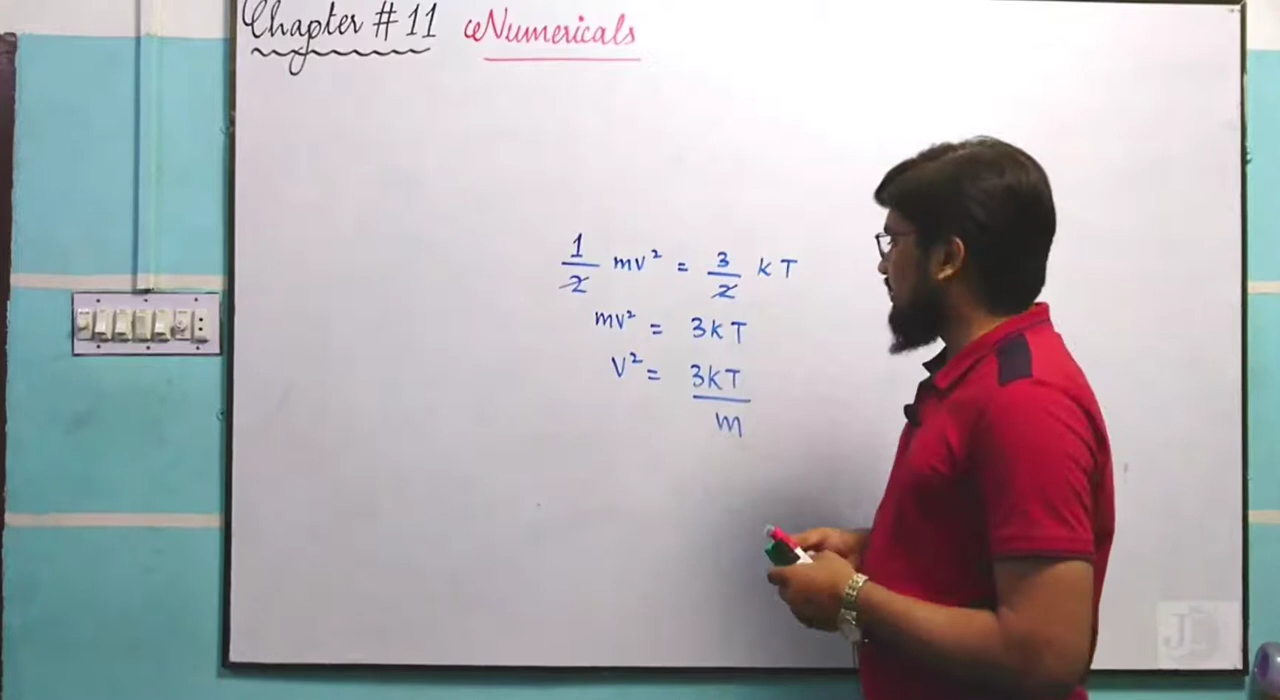 Chapter # 11 Numericals
1/2 mv² = 3/2 kT
mv² = 3kT
v² = 3kT/m